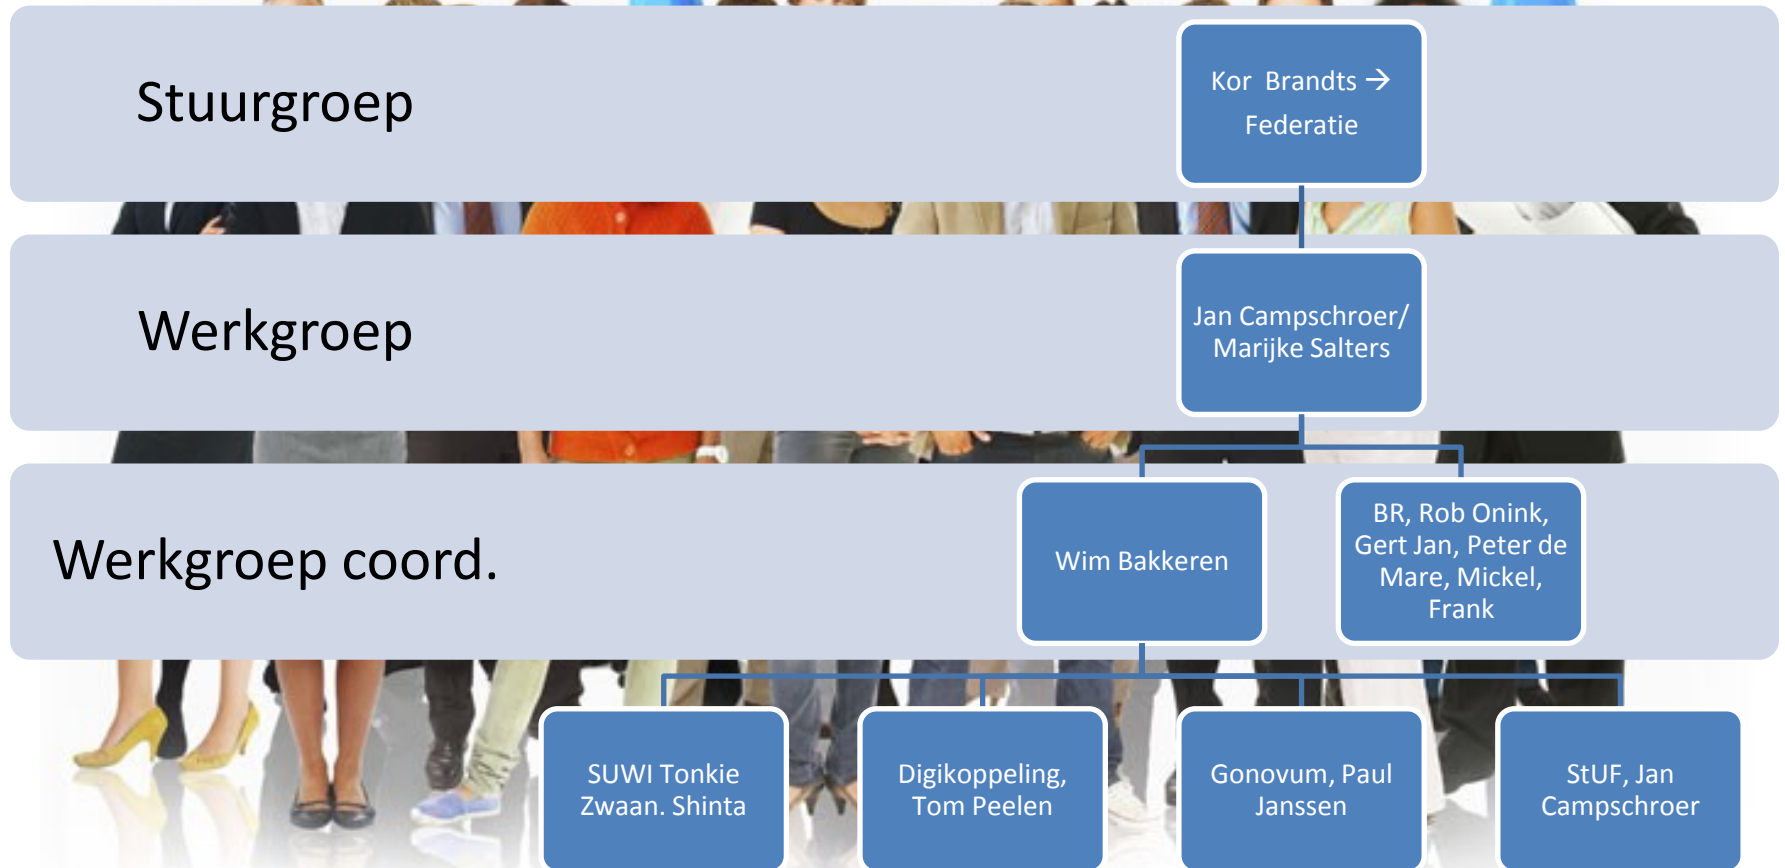 Stuurgroep
Kor Brandts →
Federatie
Werkgroep
Jan Campschroer/
Marijke Salters
Werkgroep coord.
Wim Bakkeren
BR, Rob Onink,
Gert Jan, Peter de
Mare, Mickel,
Frank
SUWI Tonkie
Zwaan. Shinta
Digikoppeling,
Tom Peelen
Gonovum, Paul
Janssen
StUF, Jan
Campschroer